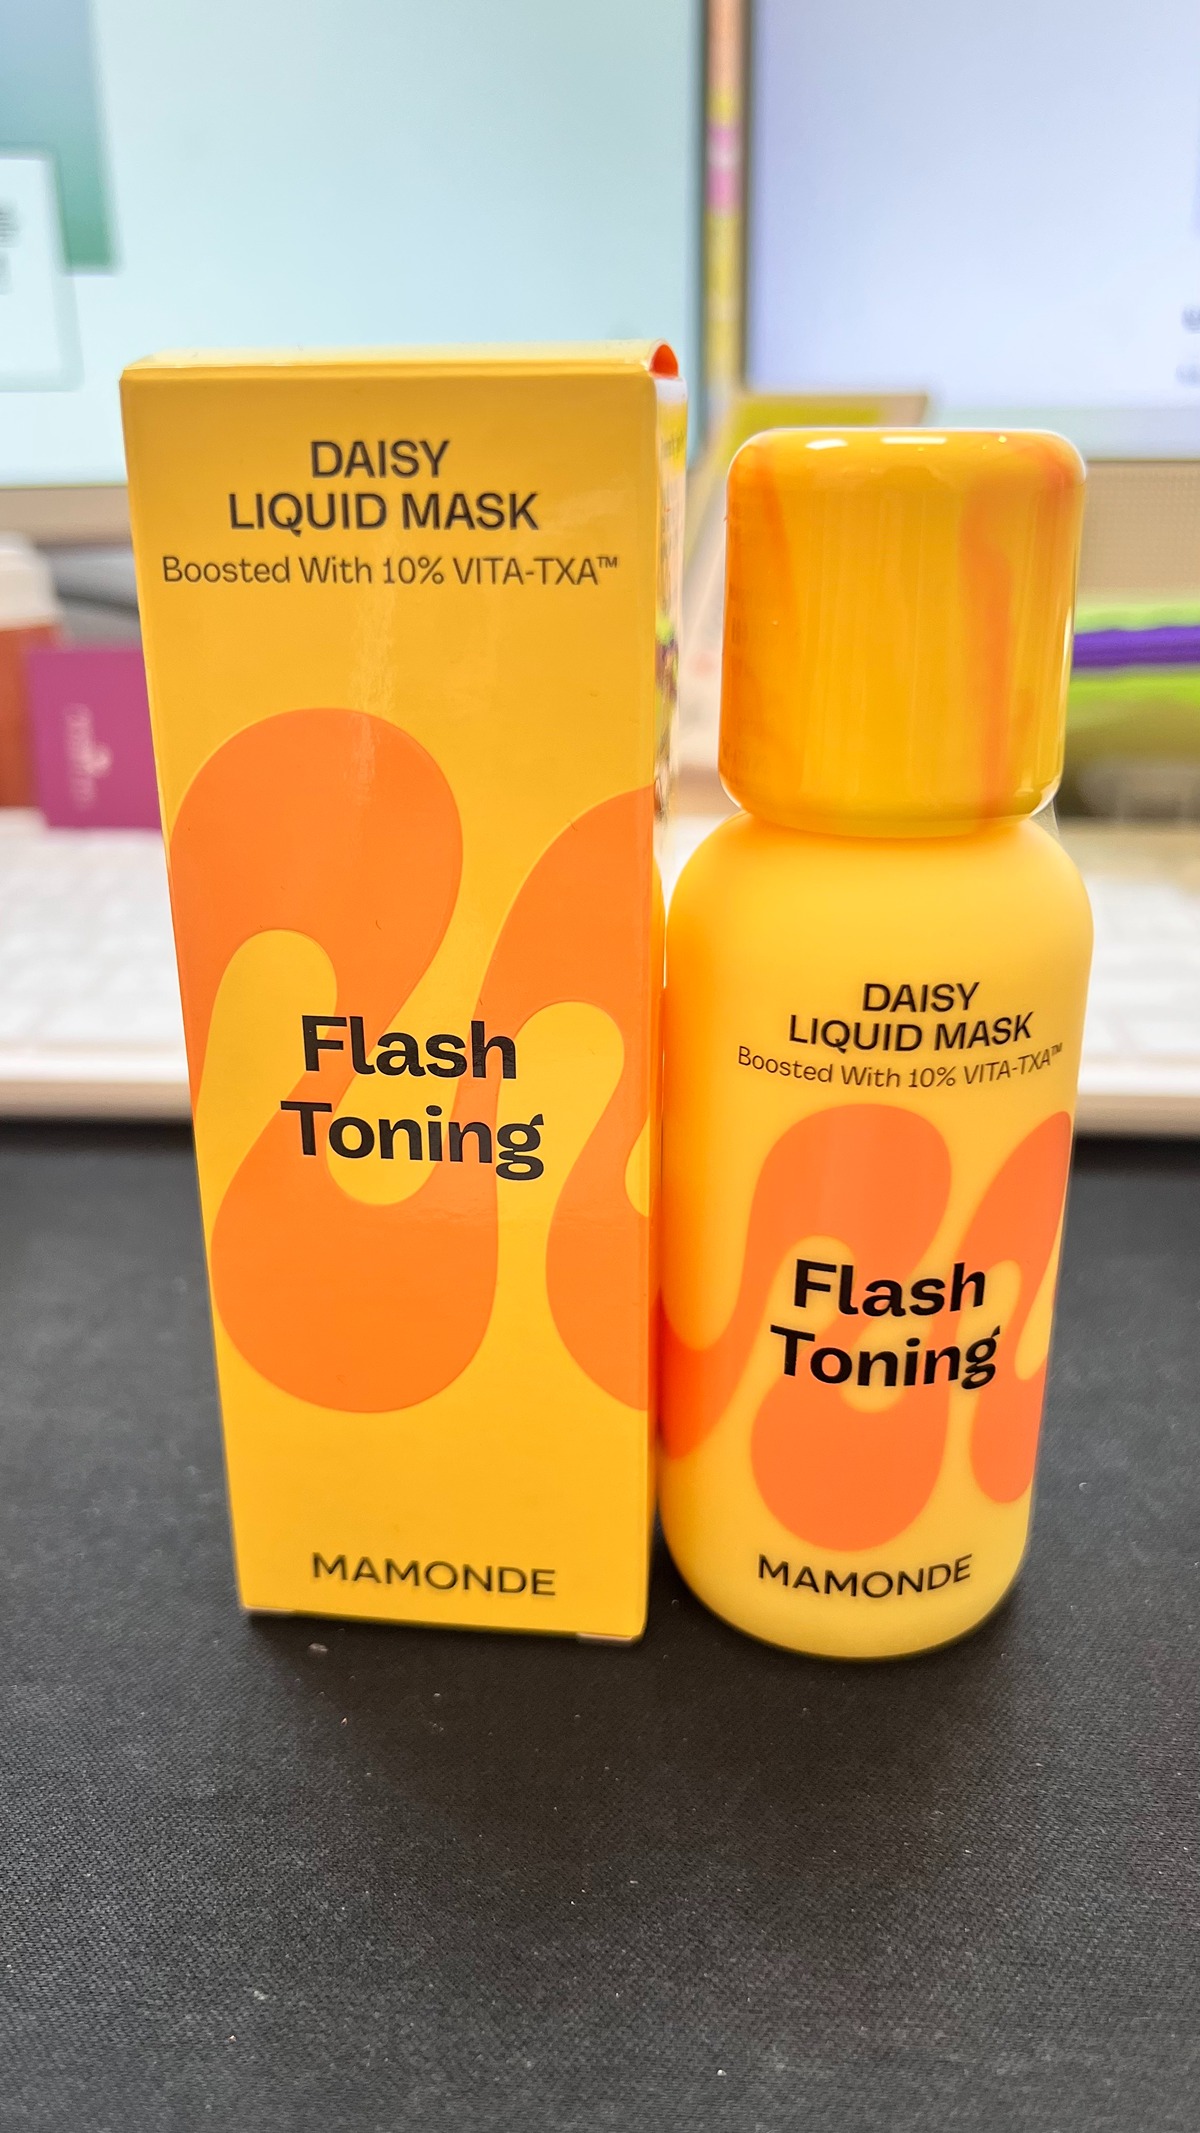 DAISY
LIQUID MASK
Boosted With 10% VITA-TXA™
Flash
Toning
MAMONDE
DAISY
LIQUID MASK
Boosted With 10% VITA-TXA™
Flash
Toning
MAMONDE